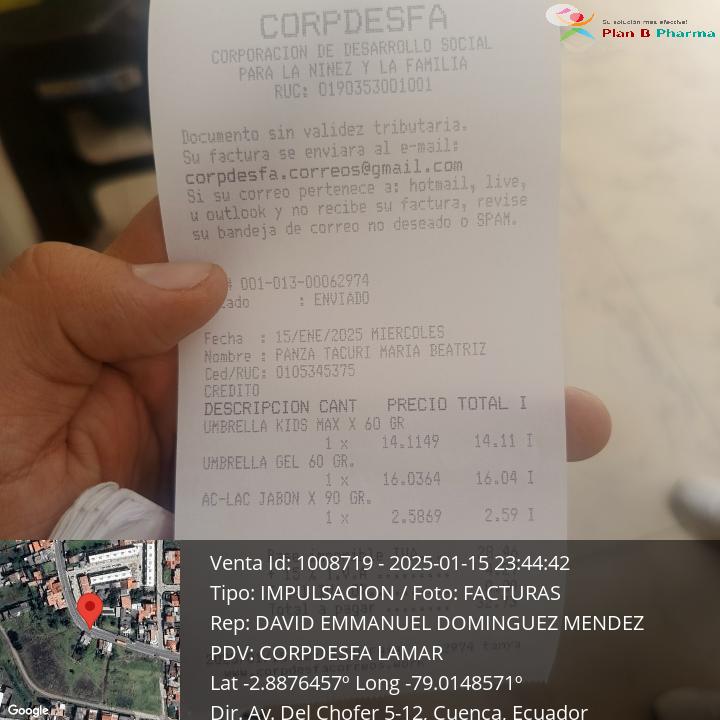 CORPDESFA
CORPORACION DE DESARROLLO SOCIAL
PARA LA NINEZ Y LA FAMILIA
RUC: 0190353001001
Su solución más efectiva!
Plan B Pharma
Documento sin validez tributaria.
Su factura se enviara al e-mail:
corpdesfa.correos@gmail.com
Si su correo pertenece a: hotmail, live,
u outlook y no recibe su factura, revise
su bandeja de correo no deseado o SPAM.
# 001-013-00062974
ado : ENVIADO
Fecha : 15/ENE/2025 MIERCOLES
Nombre : PANZA TACURI MARIA BEATRIZ
Ced/RUC: 0105345375
CREDITO
DESCRIPCION CANT PRECIO TOTAL I
UMBRELLA KIDS MAX X 60 GR
1 x 14.1149 14.11 I
UMBRELLA GEL 60 GR.
1 x 16.0364 16.04 I
AC-LAC JABON X 90 GR.
1 x 2.5869 2.59 I
Total a pagar
Venta Id: 1008719 - 2025-01-15 23:44:42
Tipo: IMPULSACION / Foto: FACTURAS
Rep: DAVID EMMANUEL DOMINGUEZ MENDEZ
PDV: CORPDESFA LAMAR
Lat -2.8876457º Long -79.0148571º
Dir. Av. Del Chofer 5-12, Cuenca, Ecuador
Google